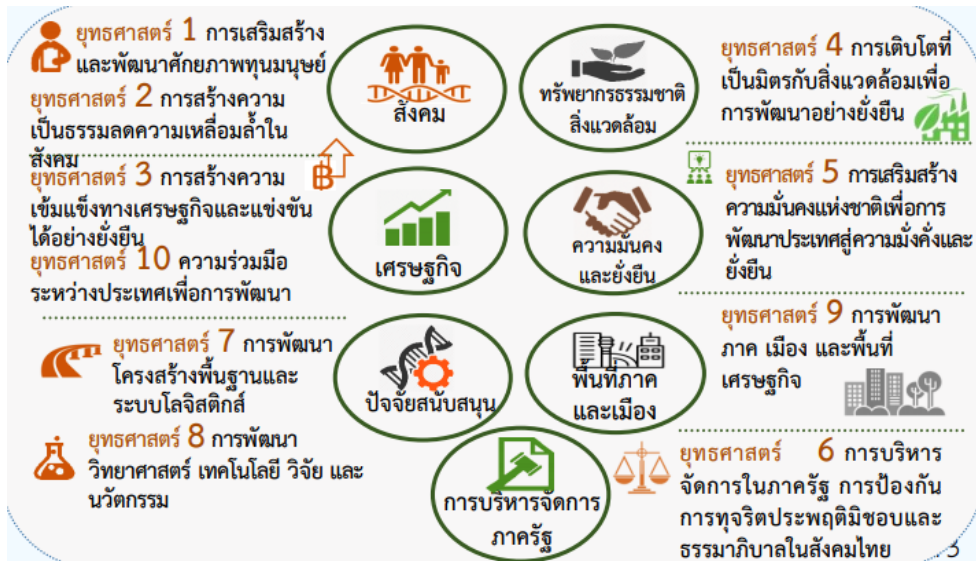 ยุทธศาสตร์ 1 การเสริมสร้าง
และพัฒนาศักยภาพทุนมนุษย์
ยุทธศาสตร์ 2 การสร้างความ
เป็นธรรมลดความเหลื่อมล้ำใน
สังคม
ยุทธศาสตร์ 3 การสร้างความ
เข้มแข็งทางเศรษฐกิจและแข่งขัน
ได้อย่างยั่งยืน
ยุทธศาสตร์ 10 ความร่วมมือ
ระหว่างประเทศเพื่อการพัฒนา
ยุทธศาสตร์ 7 การพัฒนา
โครงสร้างพื้นฐานและ
ระบบโลจิสติกส์
ยุทธศาสตร์ 8 การพัฒนา
วิทยาศาสตร์ เทคโนโลยี วิจัย และ
นวัตกรรม
สังคม
ทรัพยากรธรรมชาติ
สิ่งแวดล้อม
เศรษฐกิจ
ความมั่นคง
และยั่งยืน
ปัจจัยสนับสนุน
พื้นที่ภาค
และเมือง
การบริหารจัดการ
ภาครัฐ
ยุทธศาสตร์ 4 การเติบโตที่
เป็นมิตรกับสิ่งแวดล้อมเพื่อ
การพัฒนาอย่างยั่งยืน
ยุทธศาสตร์ 5 การเสริมสร้าง
ความมั่นคงแห่งชาติเพื่อการ
พัฒนาประเทศสู่ความมั่งคั่งและ
ยั่งยืน
ยุทธศาสตร์ 9 การพัฒนา
ภาค เมือง และพื้นที่
เศรษฐกิจ
ยุทธศาสตร์ 6 การบริหาร
จัดการในภาครัฐ การป้องกัน
การทุจริตประพฤติมิชอบและ
ธรรมาภิบาลในสังคมไทย